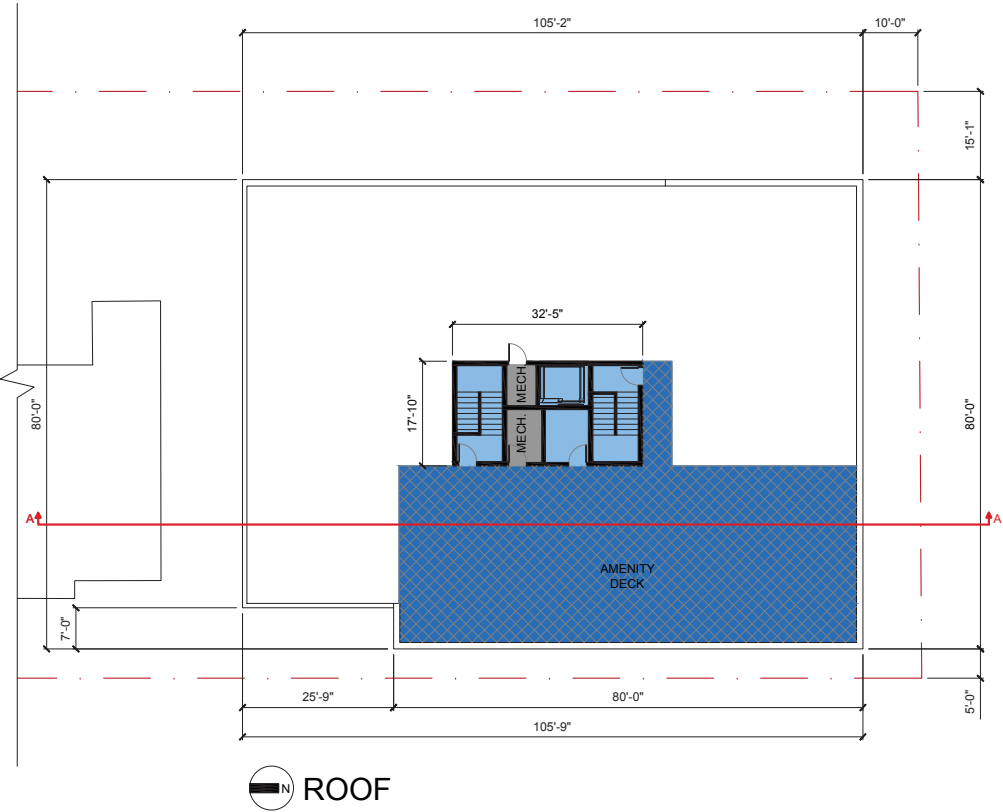 105'-2"
10'-0"
15'-1"
32'-5"
MECH.
17'-10"
MECH.
80'-0"
80'-0"
A
A
AMENITY
DECK
7'-0"
25'-9"
80'-0"
5'-0"
105'-9"
N
ROOF